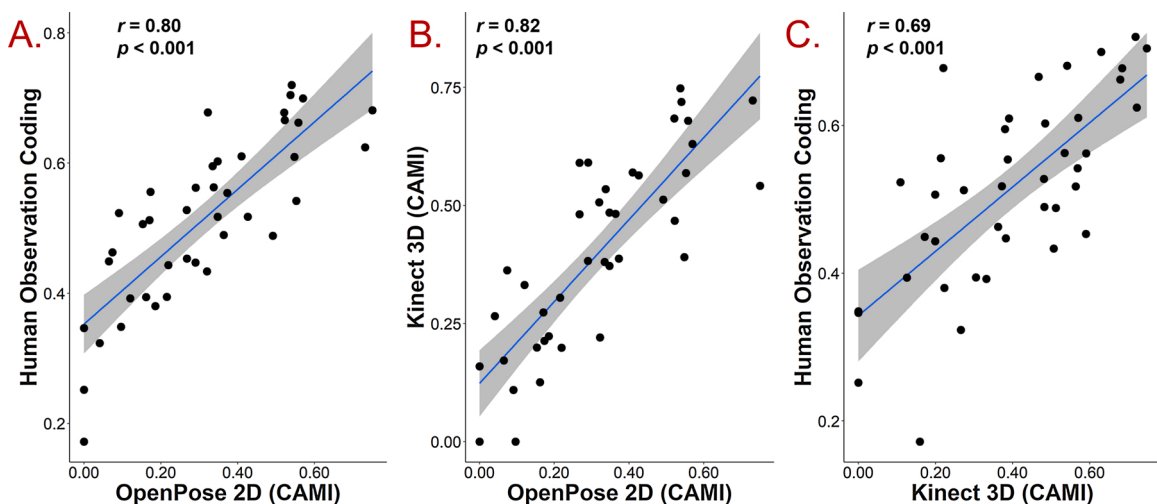 A.
r = 0.80
p < 0.001
Human Observation Coding
0.8
0.6
0.4
0.2
0.00
0.20
0.40
0.60
OpenPose 2D (CAMI)
B.
r = 0.82
p < 0.001
Kinect 3D (CAMI)
0.75
0.50
0.25
0.00
0.00
0.20
0.40
0.60
OpenPose 2D (CAMI)
C.
r = 0.69
p < 0.001
Human Observation Coding
0.6
0.4
0.2
0.00
0.20
0.40
0.60
Kinect 3D (CAMI)